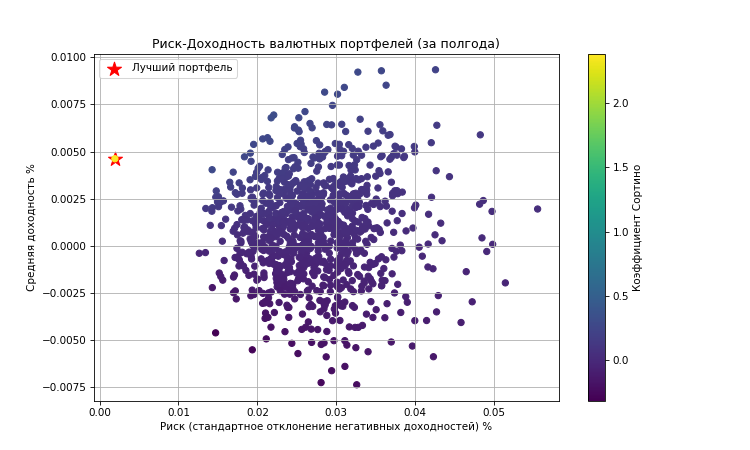 Риск-Доходность валютных портфелей (за полгода)
Лучший портфель
0.0100
0.0075
0.0050
0.0025
0.0000
−0.0025
−0.0050
−0.0075
Средняя доходность %
0.00 0.01 0.02 0.03 0.04 0.05
Риск (стандартное отклонение негативных доходностей) %
2.0
1.5
1.0
0.5
0.0
Коэффициент Сортино